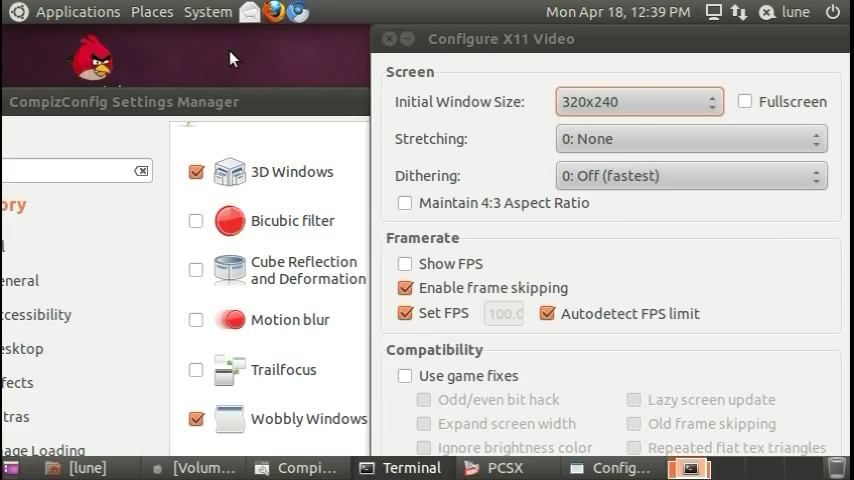 Applications Places System
Mon Apr 18, 12:39 PM
lune
Configure X11 Video
CompizConfig Settings Manager
Screen
Initial Window Size:
320x240
Fullscreen
Stretching:
0: None
Dithering:
0: Off (fastest)
Maintain 4:3 Aspect Ratio
Framerate
Show FPS
Enable frame skipping
Set FPS
100.0
Autodetect FPS limit
Compatibility
Use game fixes
Odd/even bit hack
Lazy screen update
Expand screen width
Old frame skipping
Ignore brightness color
Repeated flat tex triangles
ory
l
eneral
ccessibility
esktop
fects
tras
nage Loading
3D Windows
Bicubic filter
Cube Reflection
and Deformation
Motion blur
Trailfocus
Wobbly Windows
[lune]
[Volum...
Compi...
Terminal
PCSX
Config...